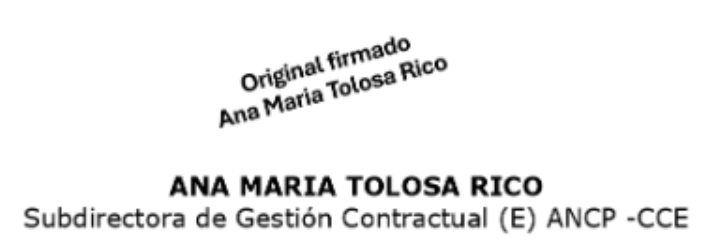 Original firmado
Ana Maria Tolosa Rico
ANA MARIA TOLOSA RICO
Subdirectora de Gestión Contractual (E) ANCP -CCE